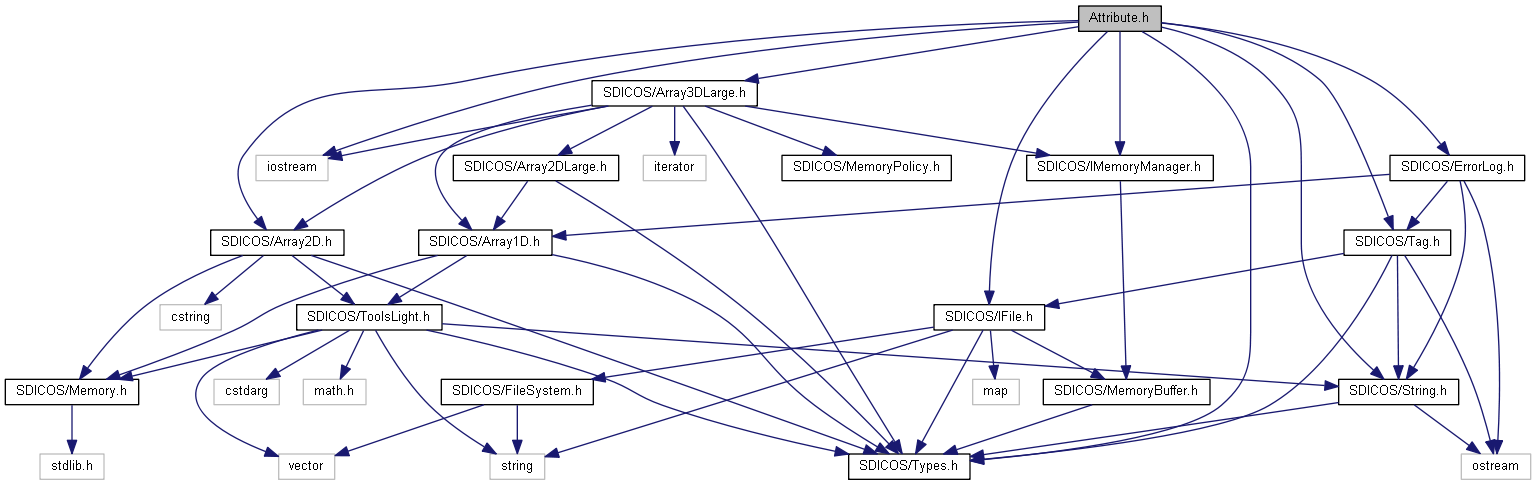 Attribute.h
SDICOS/Array3DLarge.h
iostream
SDICOS/Array2DLarge.h
iterator
SDICOS/MemoryPolicy.h
SDICOS/IMemoryManager.h
SDICOS/ErrorLog.h
SDICOS/Array2D.h
SDICOS/Array1D.h
SDICOS/Tag.h
cstring
SDICOS/ToolsLight.h
SDICOS/IFile.h
SDICOS/Memory.h
cstdarg
math.h
SDICOS/FileSystem.h
map
SDICOS/MemoryBuffer.h
SDICOS/String.h
stdlib.h
vector
string
SDICOS/Types.h
ostream